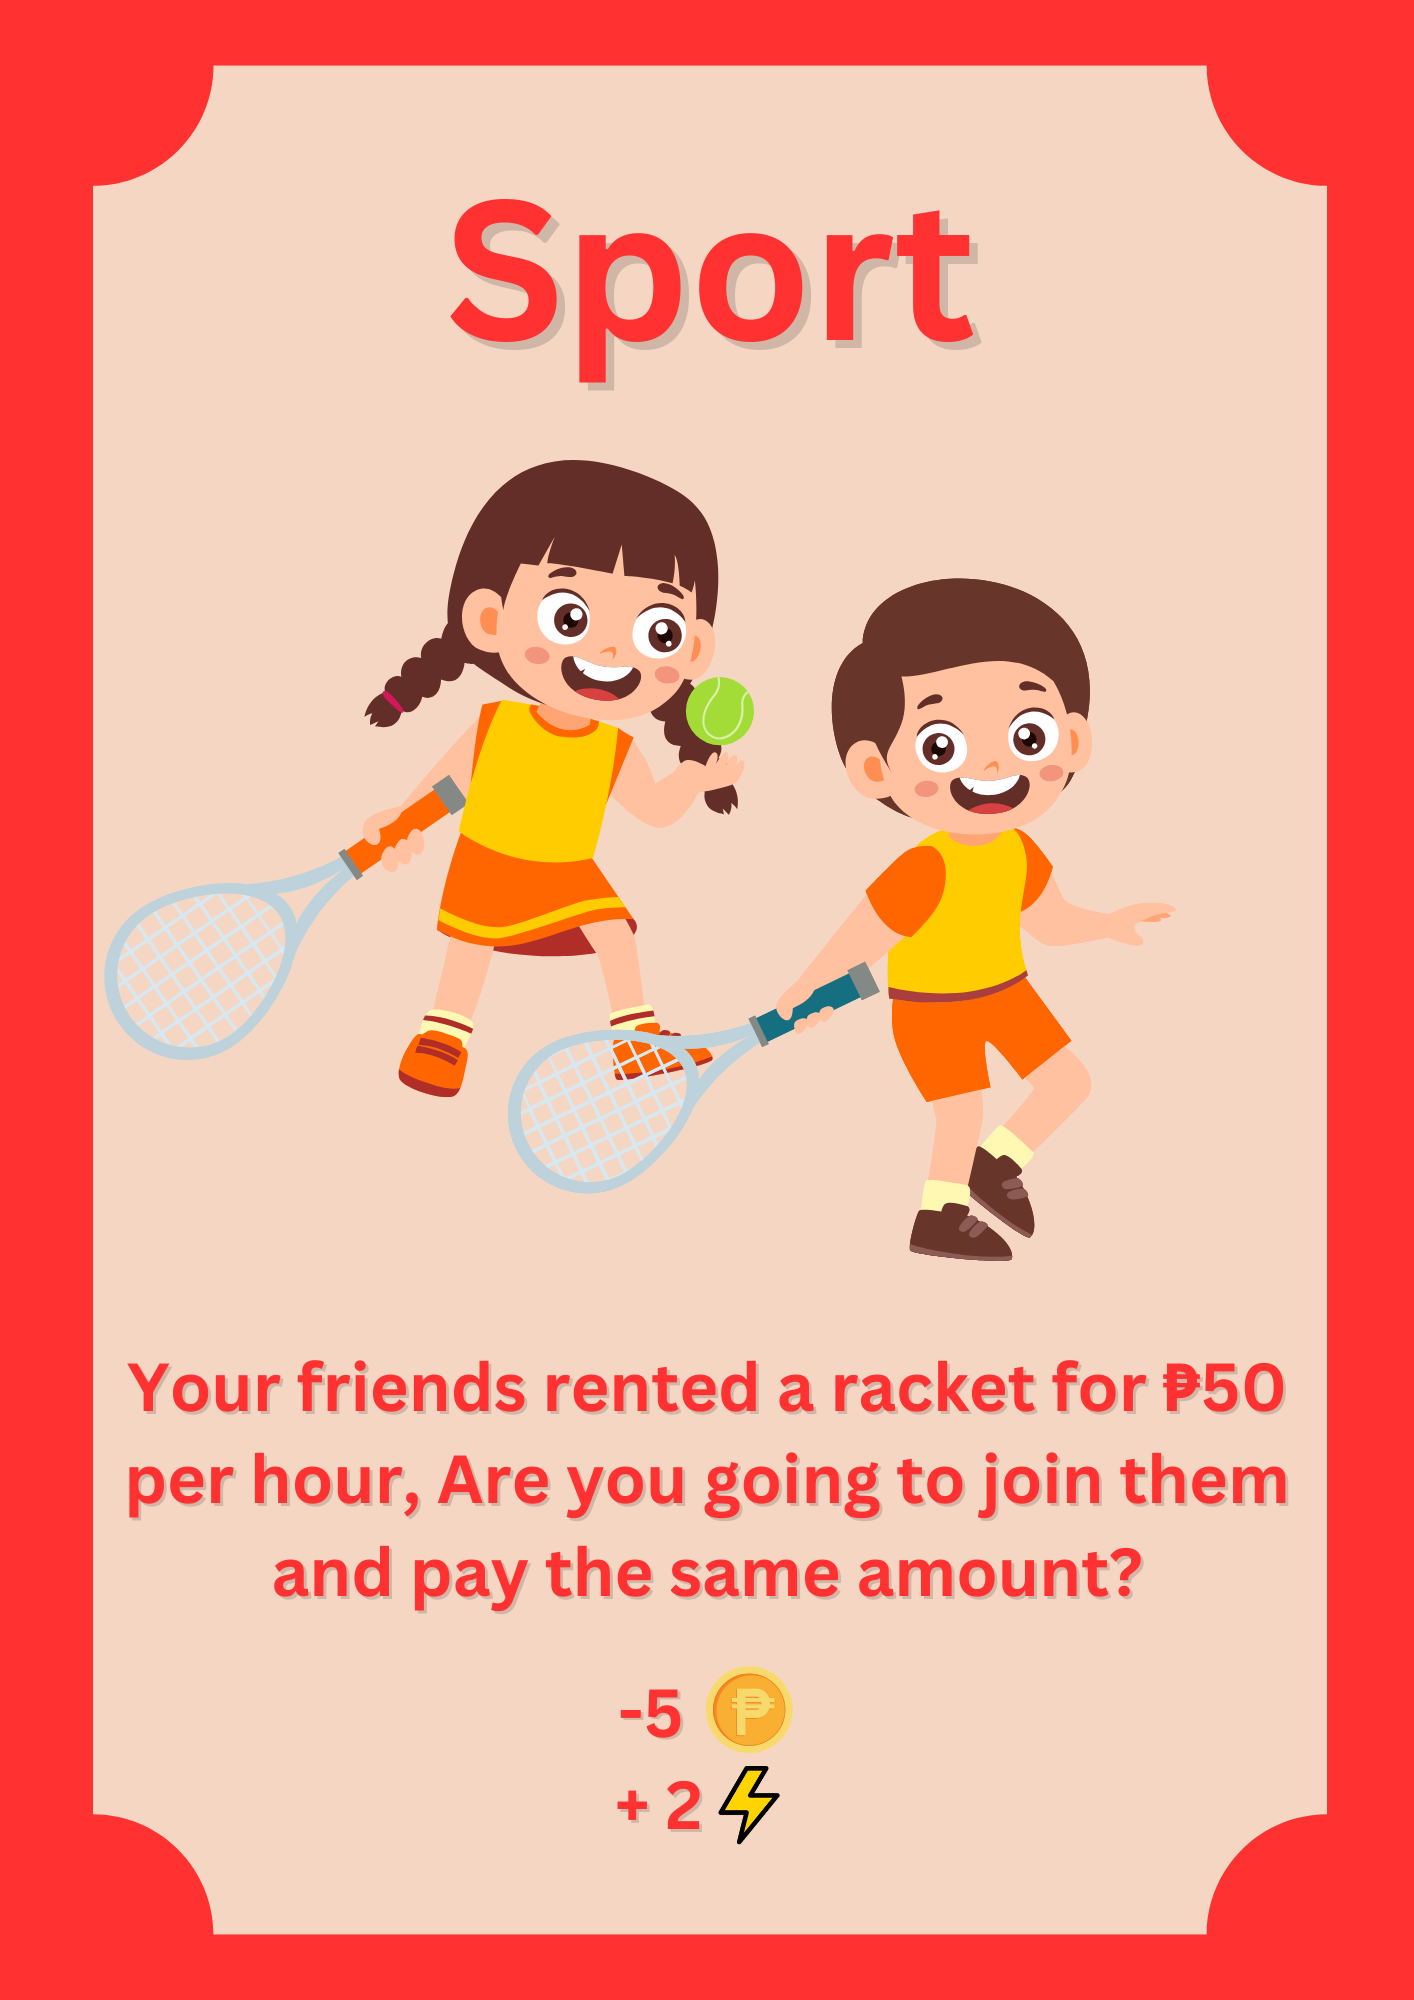 Sport
Your friends rented a racket for ₱50
per hour, Are you going to join them
and pay the same amount?
-5 ₱
+ 2